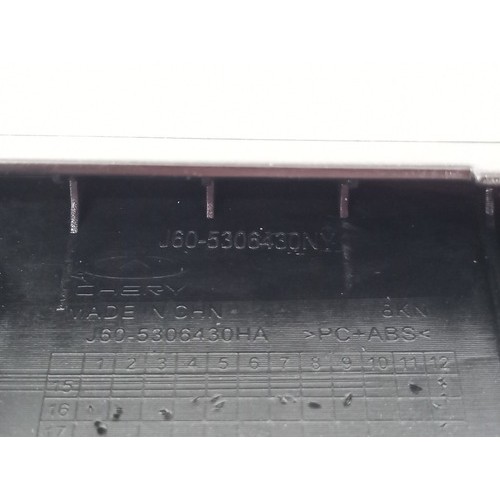 J60-5306430NY
CHERY
MADE IN CHN 8KN
J60-5306430HA >PC+ABS<
1 2 3 4 5 6 7 8 9 10 11 12
15
16
17